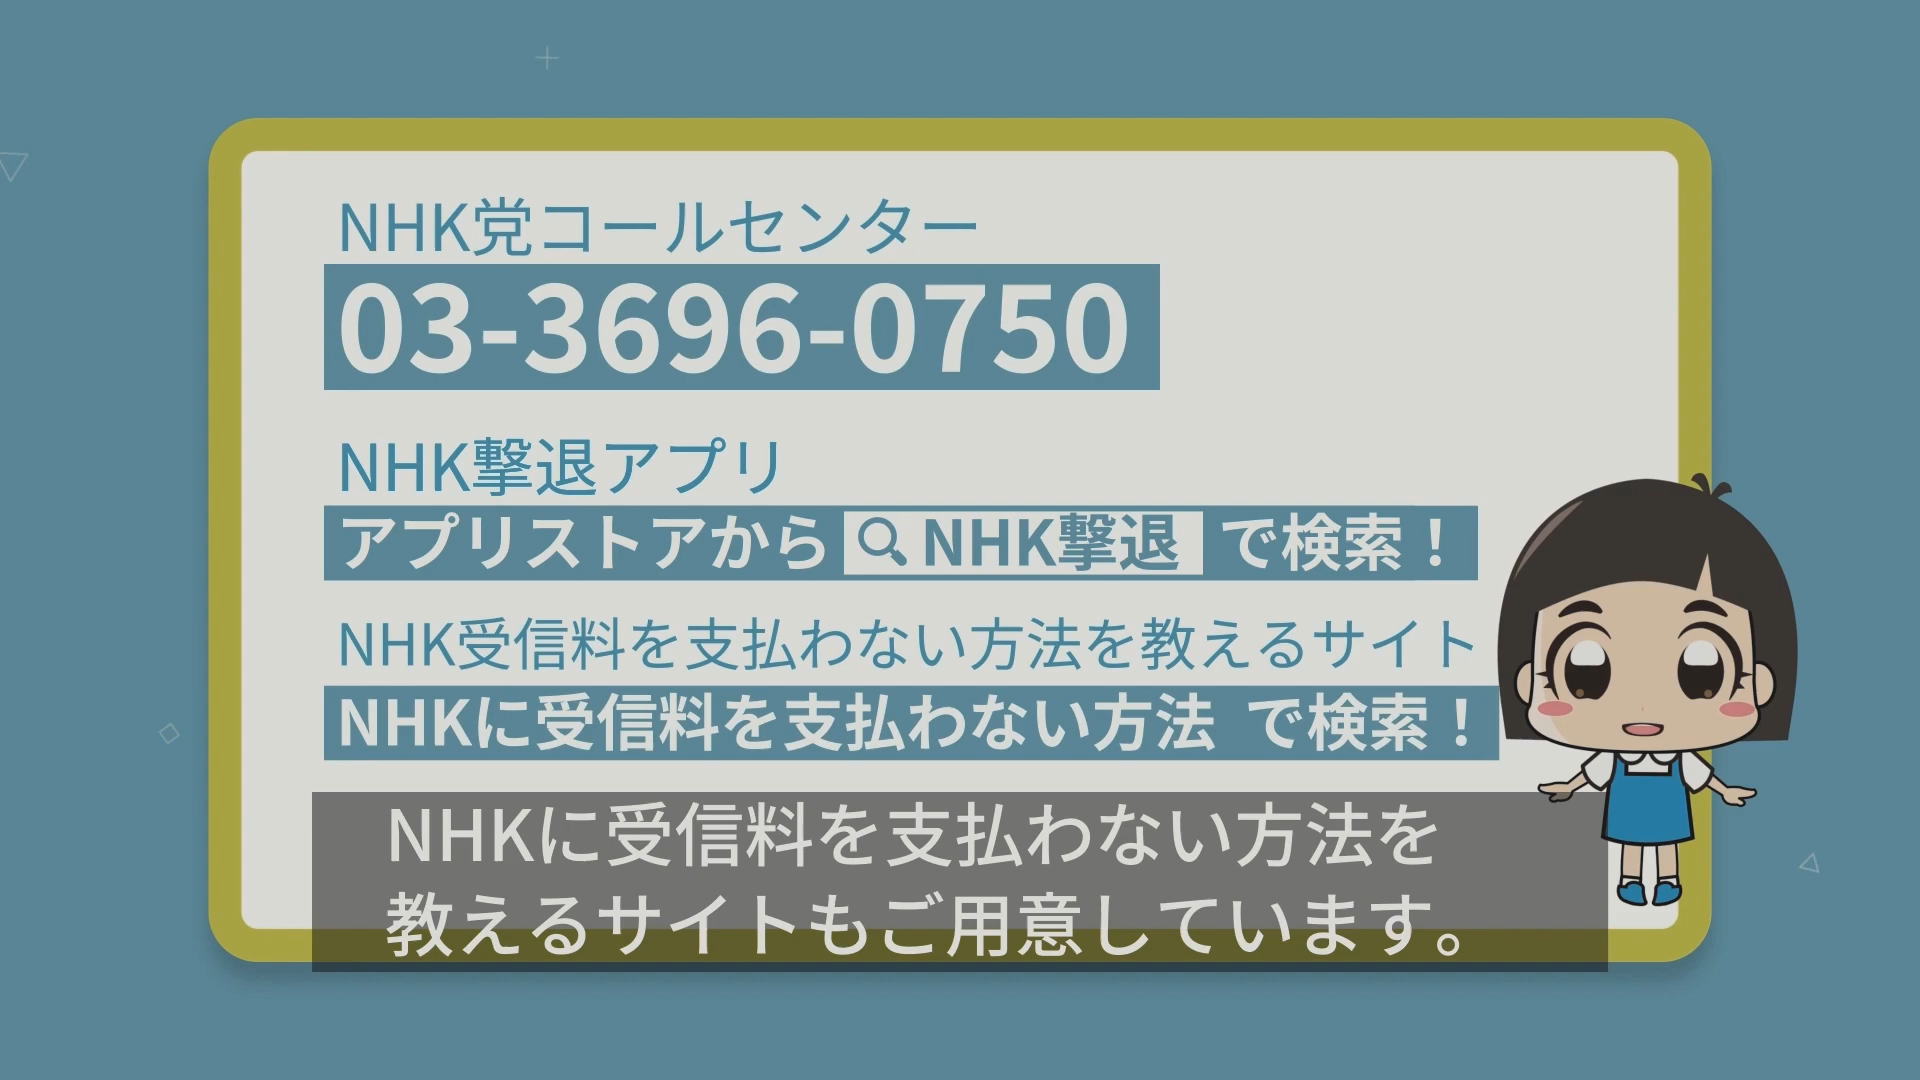 NHK党コールセンター
03-3696-0750
NHK撃退アプリ
アプリストアから NHK撃退 で検索！
NHK受信料を支払わない方法を教えるサイト
NHKに受信料を支払わない方法 で検索！
NHKに受信料を支払わない方法を
教えるサイトもご用意しています。